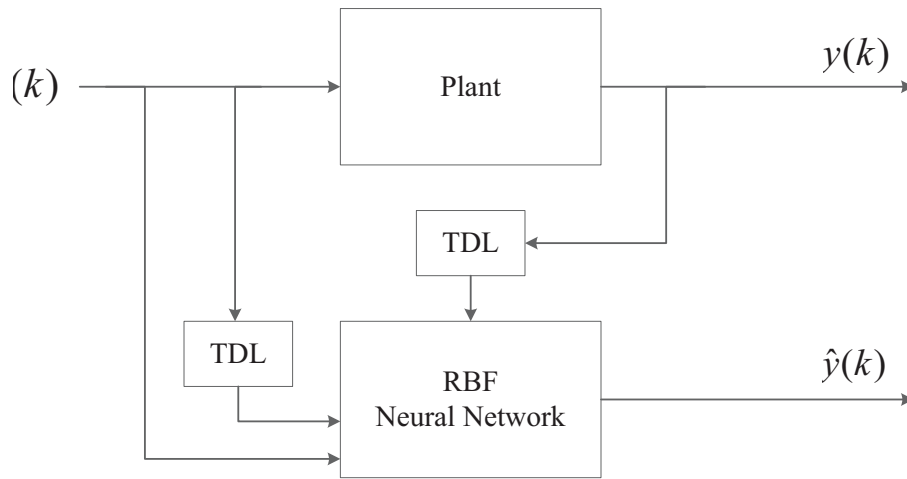 (k)
Plant
y(k)
TDL
TDL
RBF
Neural Network
ŷ(k)